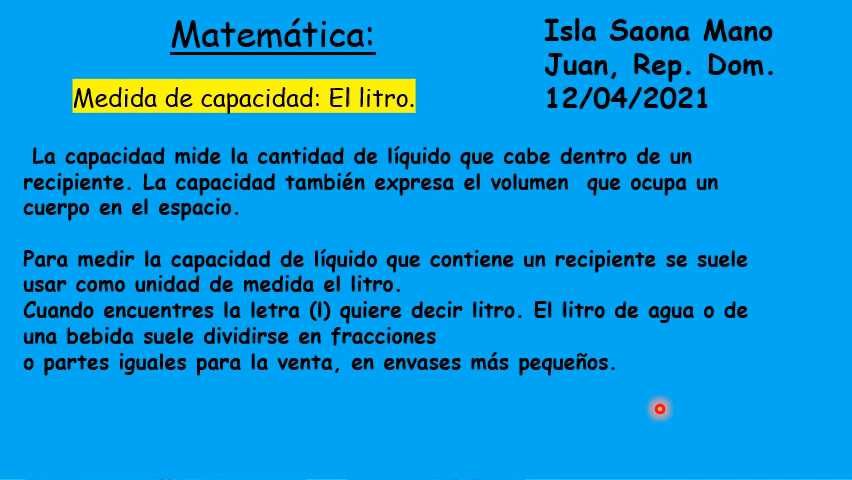 Matemática:
Isla Saona Mano
Juan, Rep. Dom.
12/04/2021
Medida de capacidad: El litro.
La capacidad mide la cantidad de líquido que cabe dentro de un
recipiente. La capacidad también expresa el volumen que ocupa un
cuerpo en el espacio.
Para medir la capacidad de líquido que contiene un recipiente se suele
usar como unidad de medida el litro.
Cuando encuentres la letra (l) quiere decir litro. El litro de agua o de
una bebida suele dividirse en fracciones
o partes iguales para la venta, en envases más pequeños.